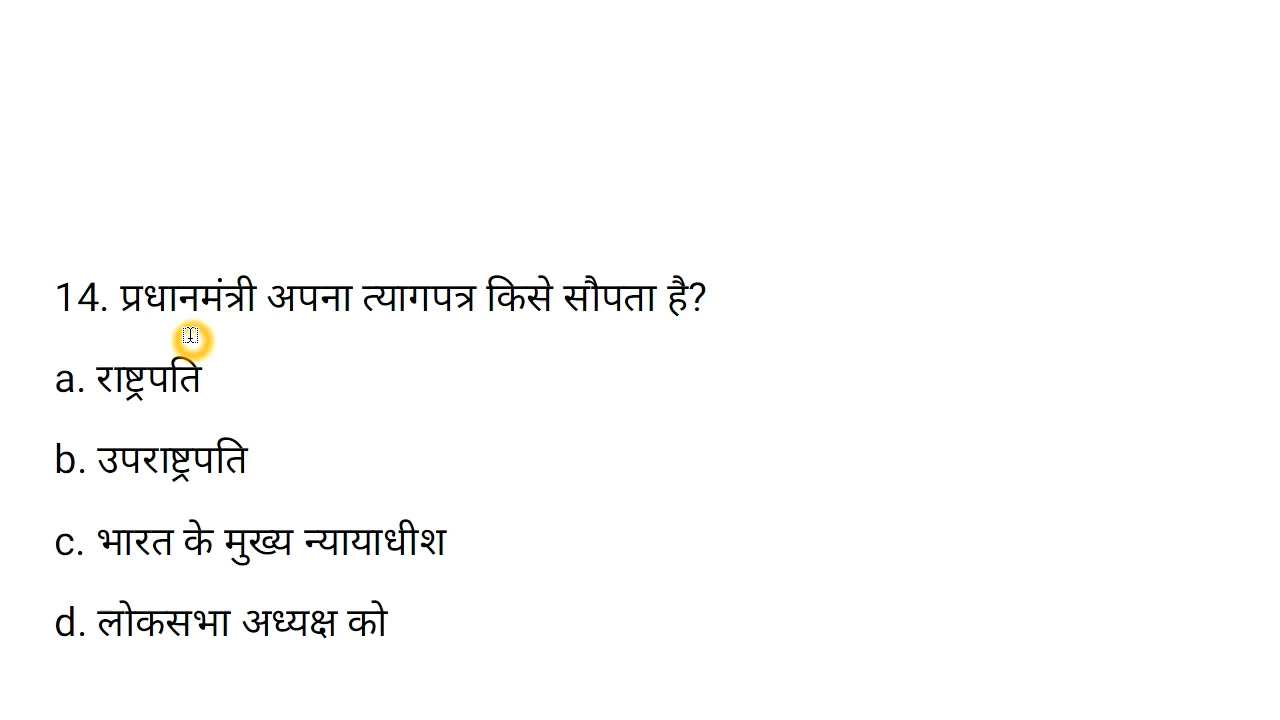 14. प्रधानमंत्री अपना त्यागपत्र किसे सौपता है?
a. राष्ट्रपति
b. उपराष्ट्रपति
c. भारत के मुख्य न्यायाधीश
d. लोकसभा अध्यक्ष को